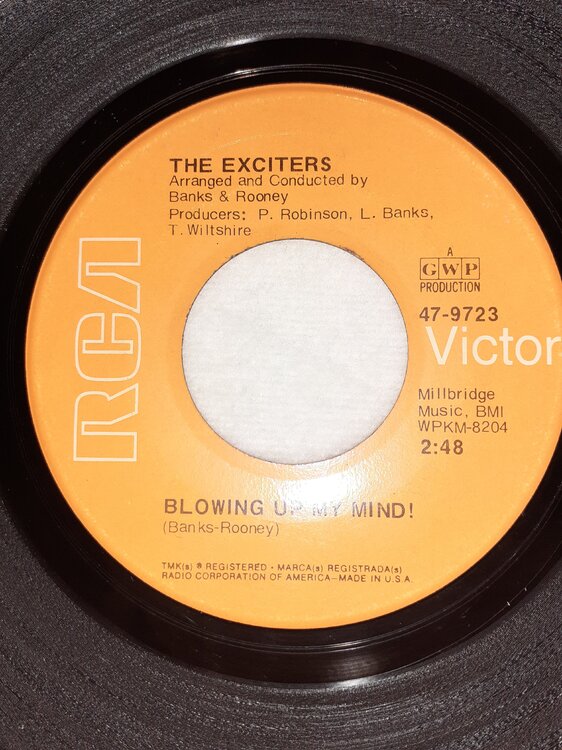 THE EXCITERS
Arranged and Conducted by
Banks & Rooney
Producers: P. Robinson, L. Banks,
T. Wiltshire
RCA
A
GWP
PRODUCTION
47-9723
Victor
Millbridge
Music, BMI
WPKM-8204
2:48
BLOWING UP MY MIND!
(Banks-Rooney)
TMK(s) ® REGISTERED • MARCA(s) REGISTRADA(s)
RADIO CORPORATION OF AMERICA—MADE IN U.S.A.